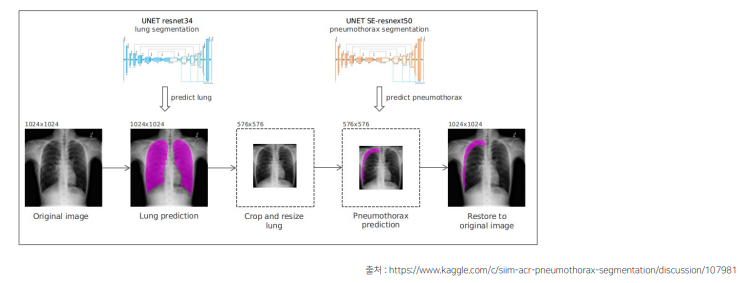 UNET resnet34
lung segmentation
UNET SE-resnext50
pneumothorax segmentation
predict lung
predict pneumothorax
1024x1024
1024x1024
576x576
576x576
1024x1024
Original image
Lung prediction
Crop and resize
lung
Pneumothorax
prediction
Restore to
original image
출처 : https://www.kaggle.com/c/siim-acr-pneumothorax-segmentation/discussion/107981